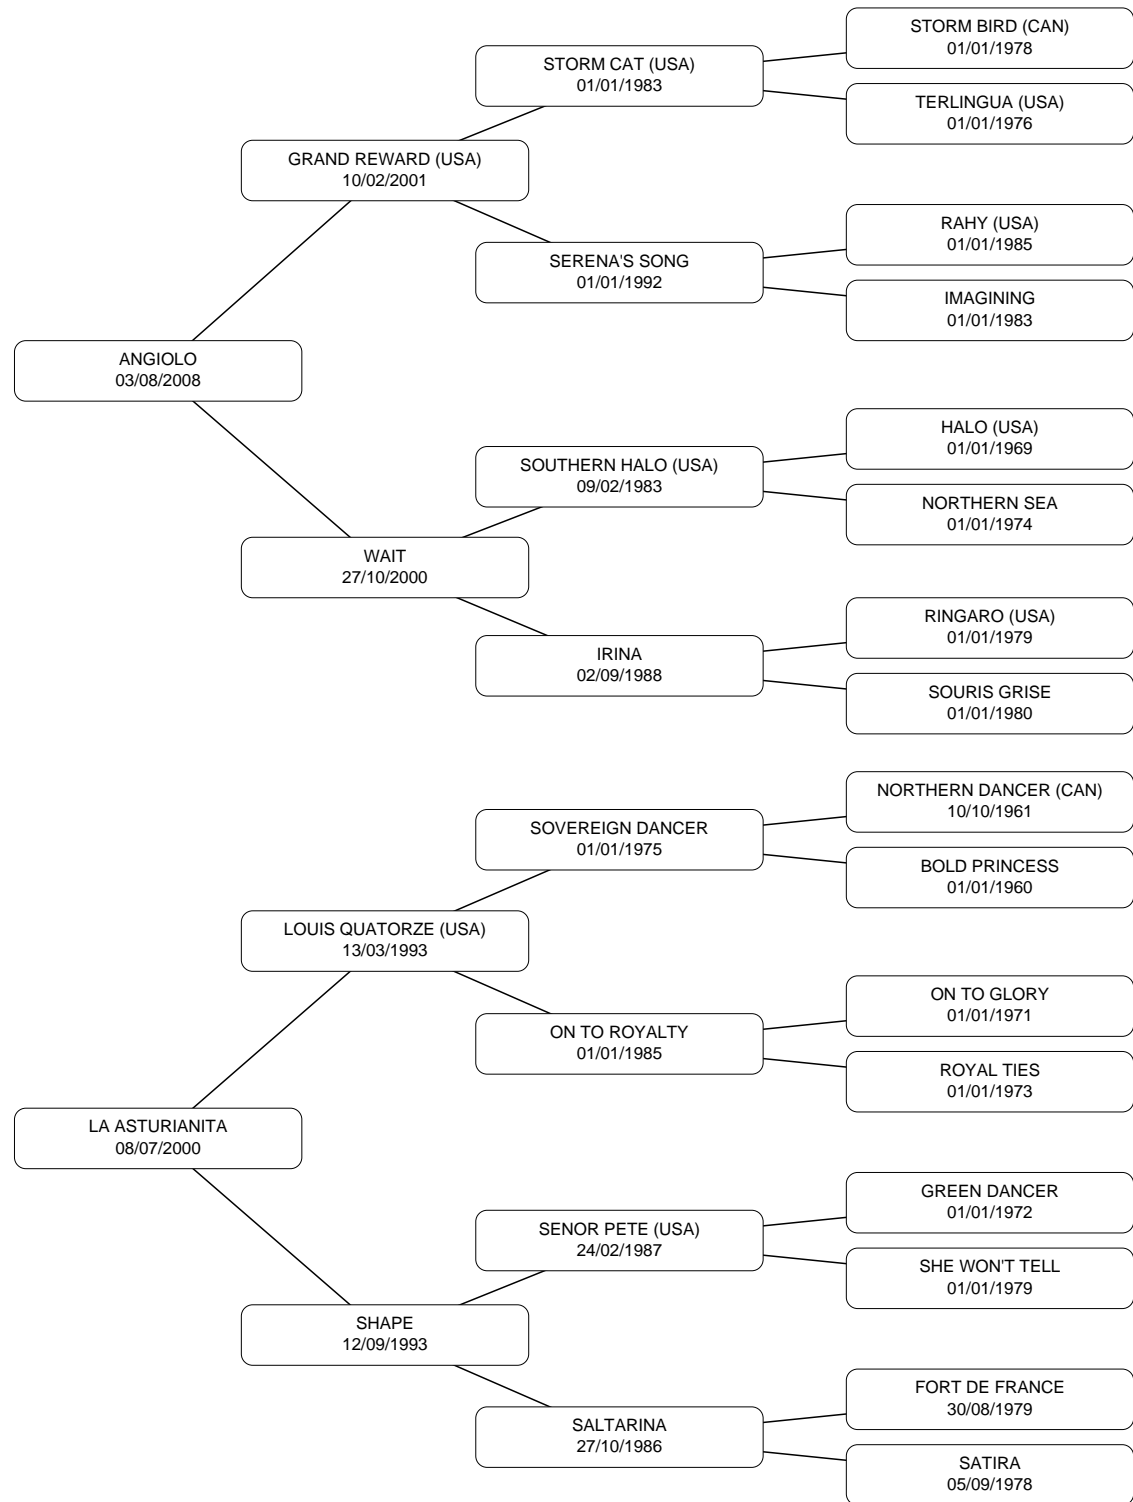 STORM BIRD (CAN)
01/01/1978
STORM CAT (USA)
01/01/1983
TERLINGUA (USA)
01/01/1976
GRAND REWARD (USA)
10/02/2001
RAHY (USA)
01/01/1985
SERENA'S SONG
01/01/1992
IMAGINING
01/01/1983
ANGIOLO
03/08/2008
HALO (USA)
01/01/1969
SOUTHERN HALO (USA)
09/02/1983
NORTHERN SEA
01/01/1974
WAIT
27/10/2000
RINGARO (USA)
01/01/1979
IRINA
02/09/1988
SOURIS GRISE
01/01/1980
NORTHERN DANCER (CAN)
10/10/1961
SOVEREIGN DANCER
01/01/1975
BOLD PRINCESS
01/01/1960
LOUIS QUATORZE (USA)
13/03/1993
ON TO GLORY
01/01/1971
ON TO ROYALTY
01/01/1985
ROYAL TIES
01/01/1973
LA ASTURIANITA
08/07/2000
GREEN DANCER
01/01/1972
SENOR PETE (USA)
24/02/1987
SHE WON'T TELL
01/01/1979
SHAPE
12/09/1993
FORT DE FRANCE
30/08/1979
SALTARINA
27/10/1986
SATIRA
05/09/1978